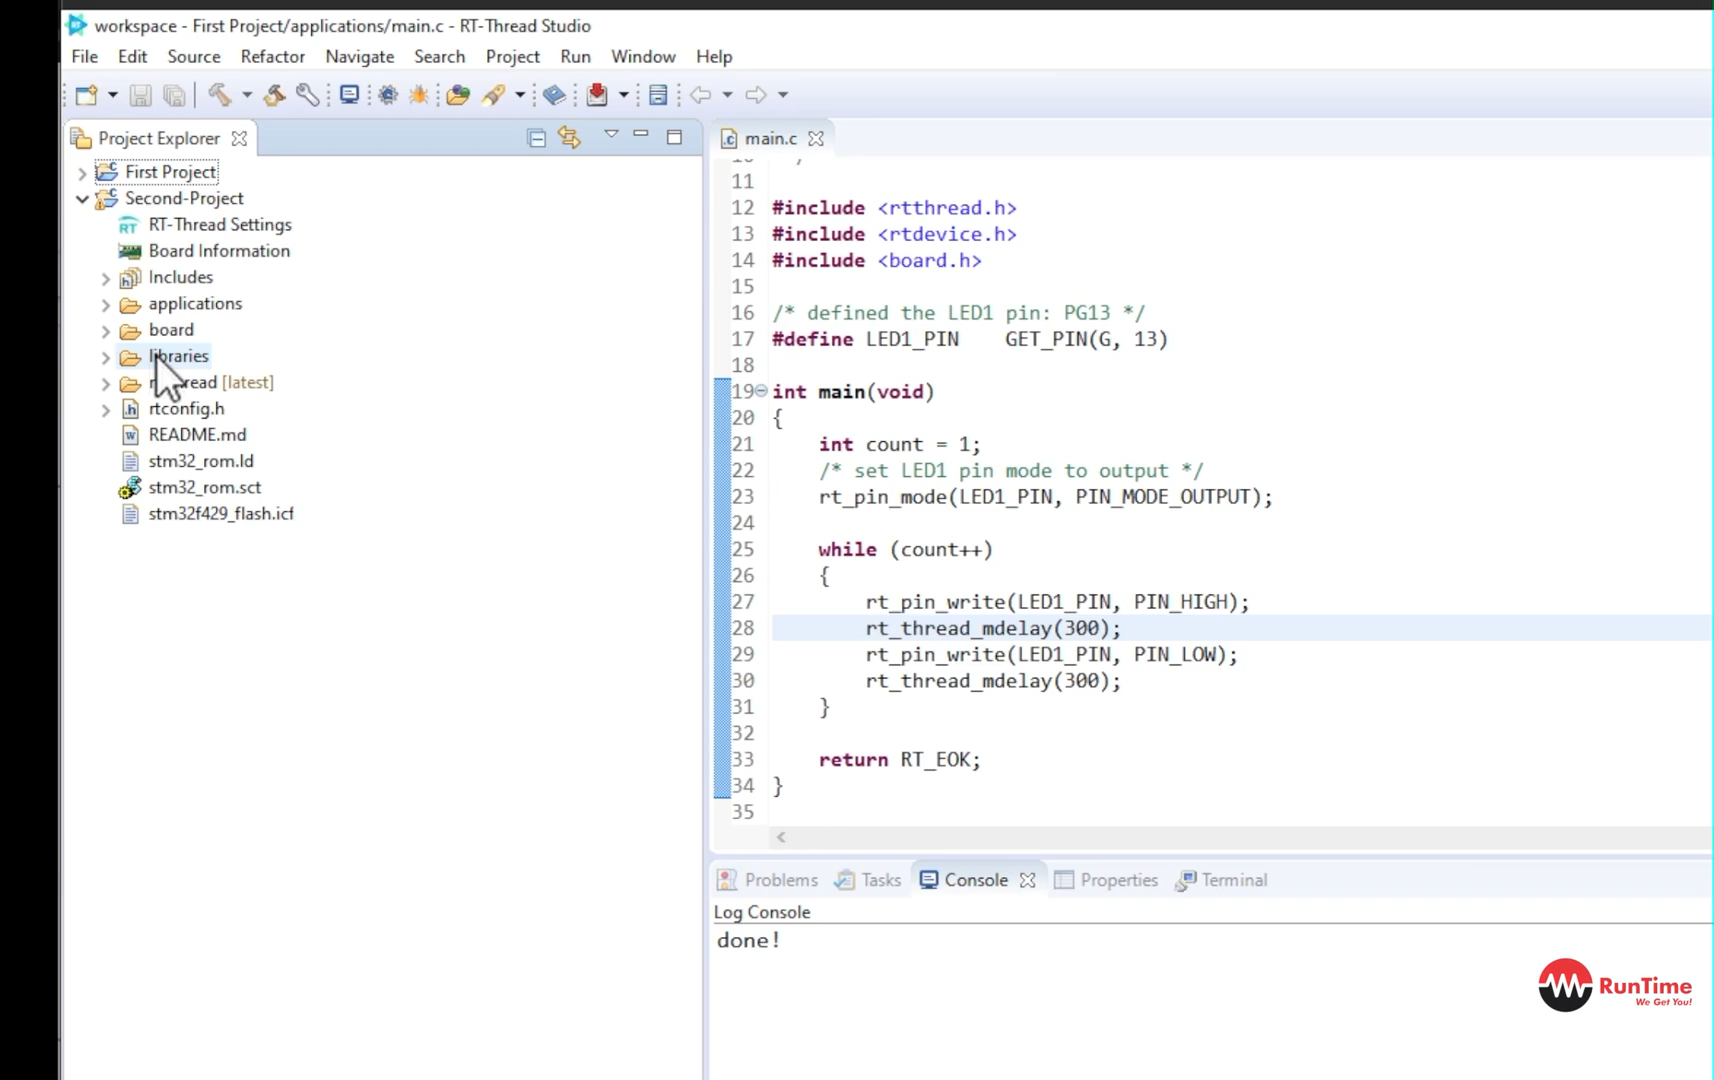 workspace - First Project/applications/main.c - RT-Thread Studio
File Edit Source Refactor Navigate Search Project Run Window Help
Project Explorer
First Project
Second-Project
RT-Thread Settings
Board Information
Includes
applications
board
libraries
[latest]
rtconfig.h
README.md
stm32_rom.ld
stm32_rom.sct
stm32f429_flash.icf
main.c
11
12 #include <rtthread.h>
13 #include <rtdevice.h>
14 #include <board.h>
15
16 /* defined the LED1 pin: PG13 */
17 #define LED1_PIN    GET_PIN(G, 13)
18
19 int main(void)
20 {
21     int count = 1;
22     /* set LED1 pin mode to output */
23     rt_pin_mode(LED1_PIN, PIN_MODE_OUTPUT);
24
25     while (count++)
26     {
27         rt_pin_write(LED1_PIN, PIN_HIGH);
28         rt_thread_mdelay(300);
29         rt_pin_write(LED1_PIN, PIN_LOW);
30         rt_thread_mdelay(300);
31     }
32
33     return RT_EOK;
34 }
35
Problems Tasks Console Properties Terminal
Log Console
done!
RunTime
We Get You!